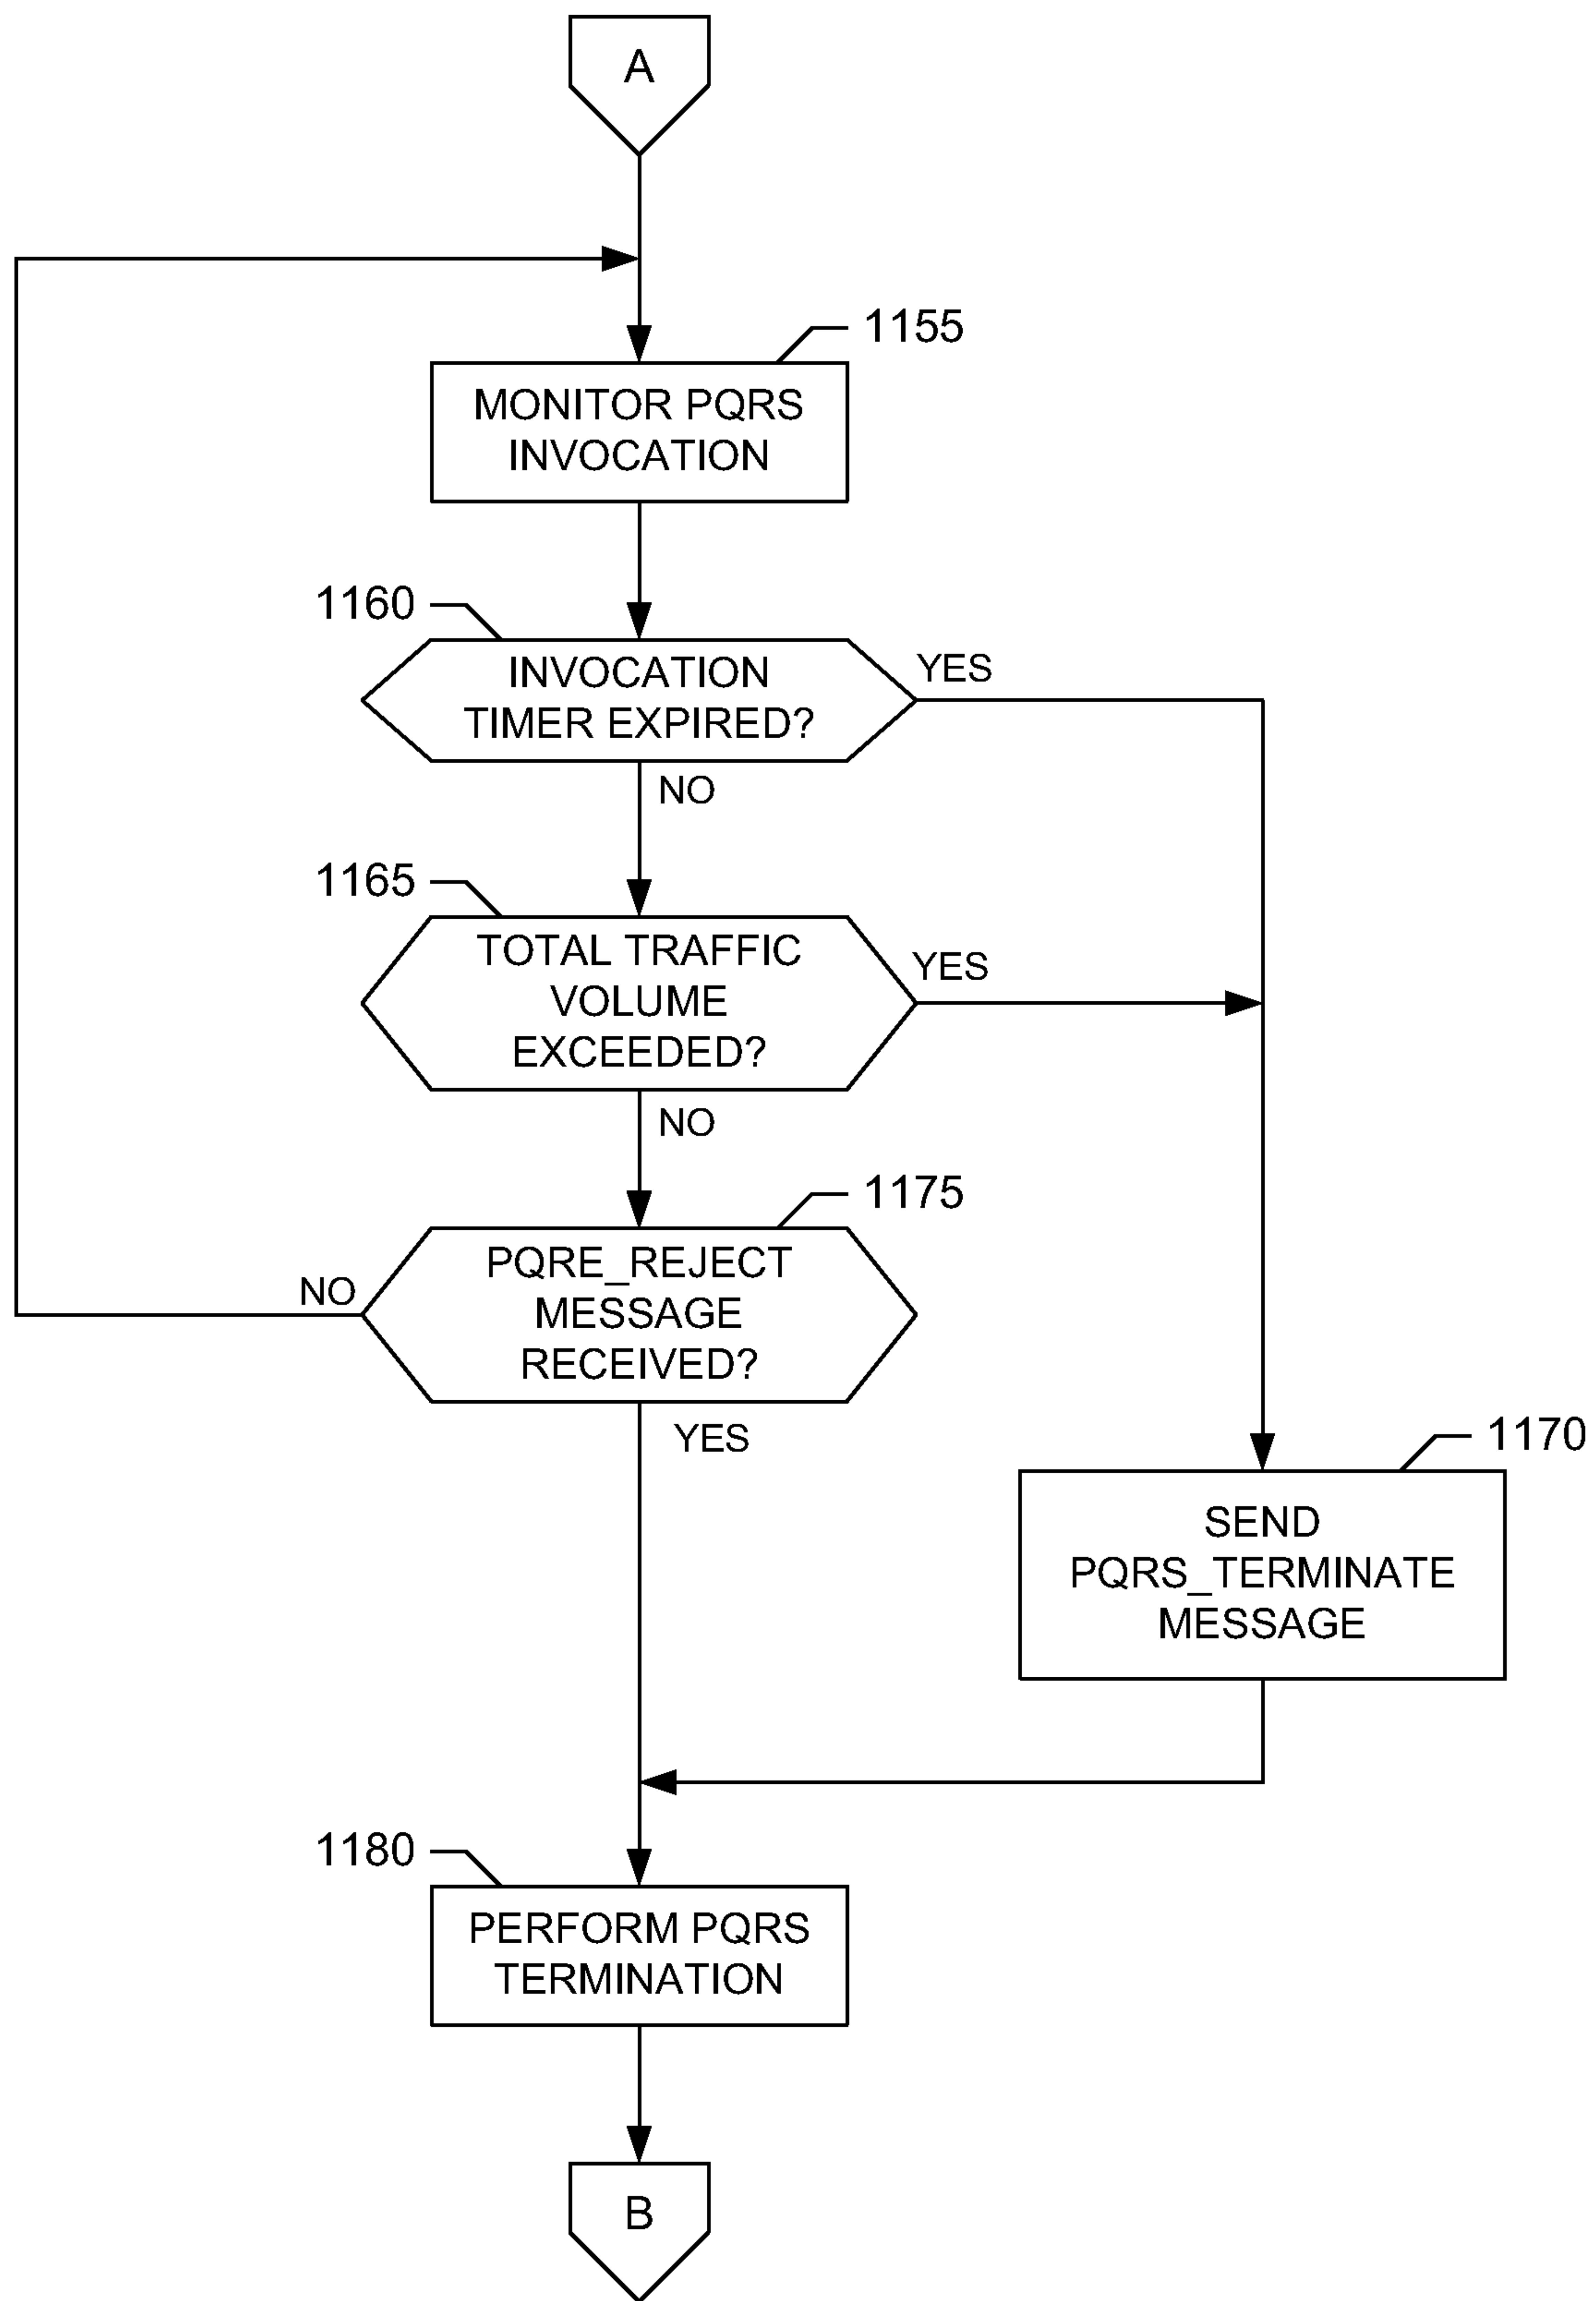 A
1155
MONITOR PQRS
INVOCATION
1160
INVOCATION
TIMER EXPIRED?
YES
NO
1165
TOTAL TRAFFIC
VOLUME
EXCEEDED?
YES
NO
1175
PQRE_REJECT
MESSAGE
RECEIVED?
NO
YES
1170
SEND
PQRS_TERMINATE
MESSAGE
1180
PERFORM PQRS
TERMINATION
B